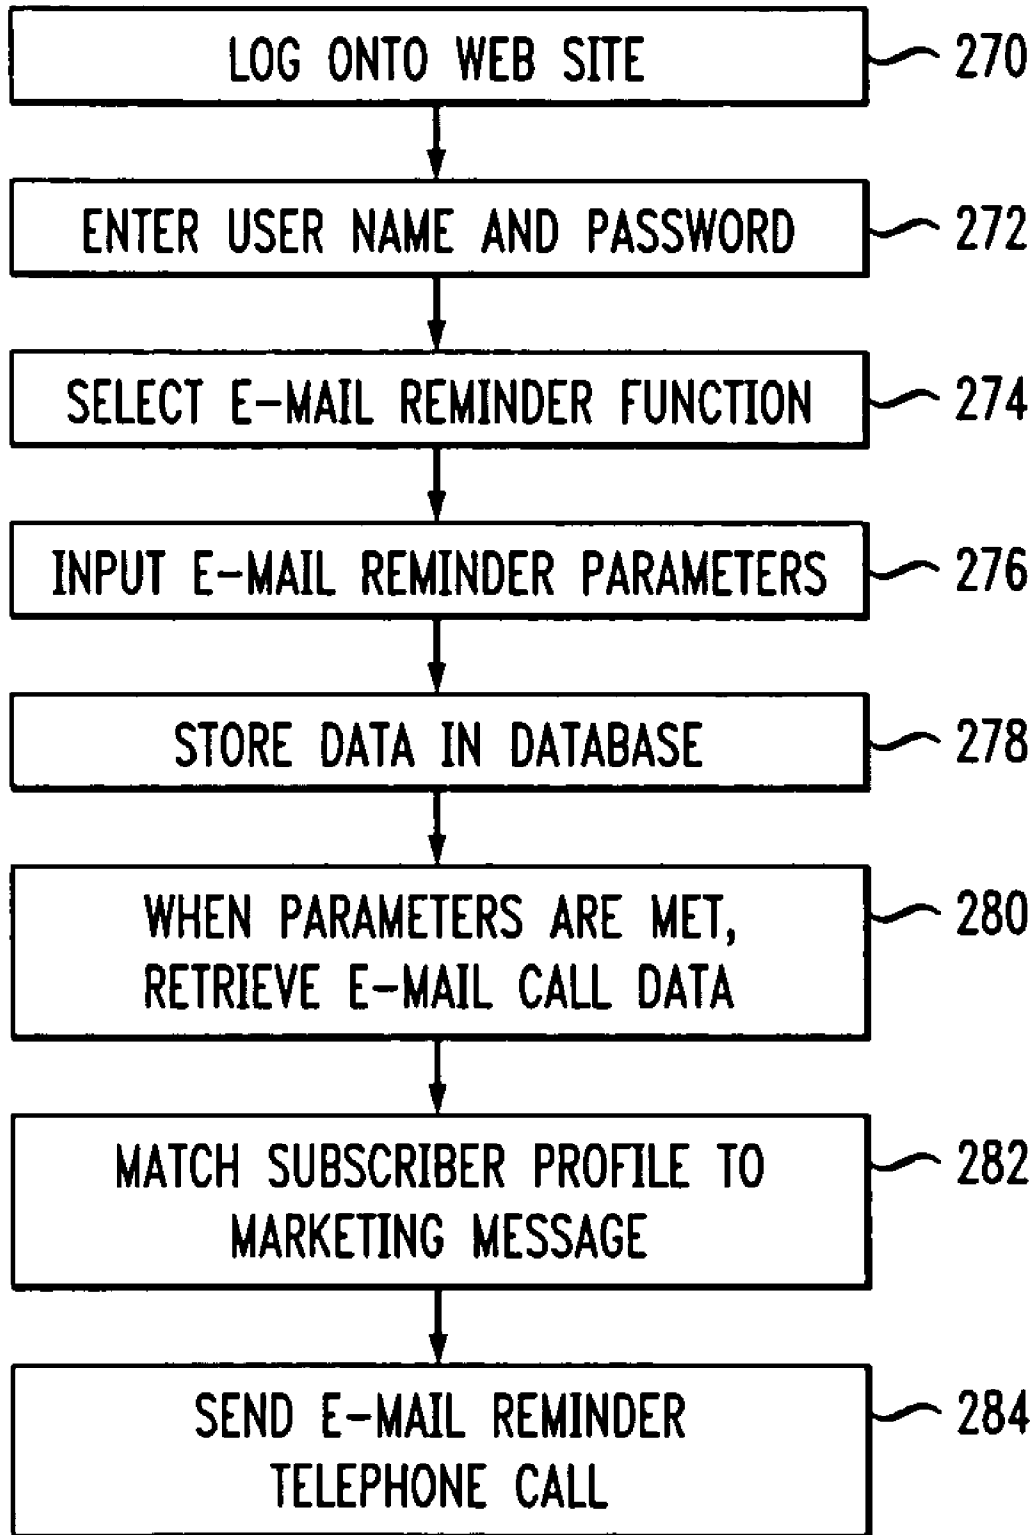 LOG ONTO WEB SITE 270
ENTER USER NAME AND PASSWORD 272
SELECT E-MAIL REMINDER FUNCTION 274
INPUT E-MAIL REMINDER PARAMETERS 276
STORE DATA IN DATABASE 278
WHEN PARAMETERS ARE MET, 280
RETRIEVE E-MAIL CALL DATA
MATCH SUBSCRIBER PROFILE TO 282
MARKETING MESSAGE
SEND E-MAIL REMINDER 284
TELEPHONE CALL